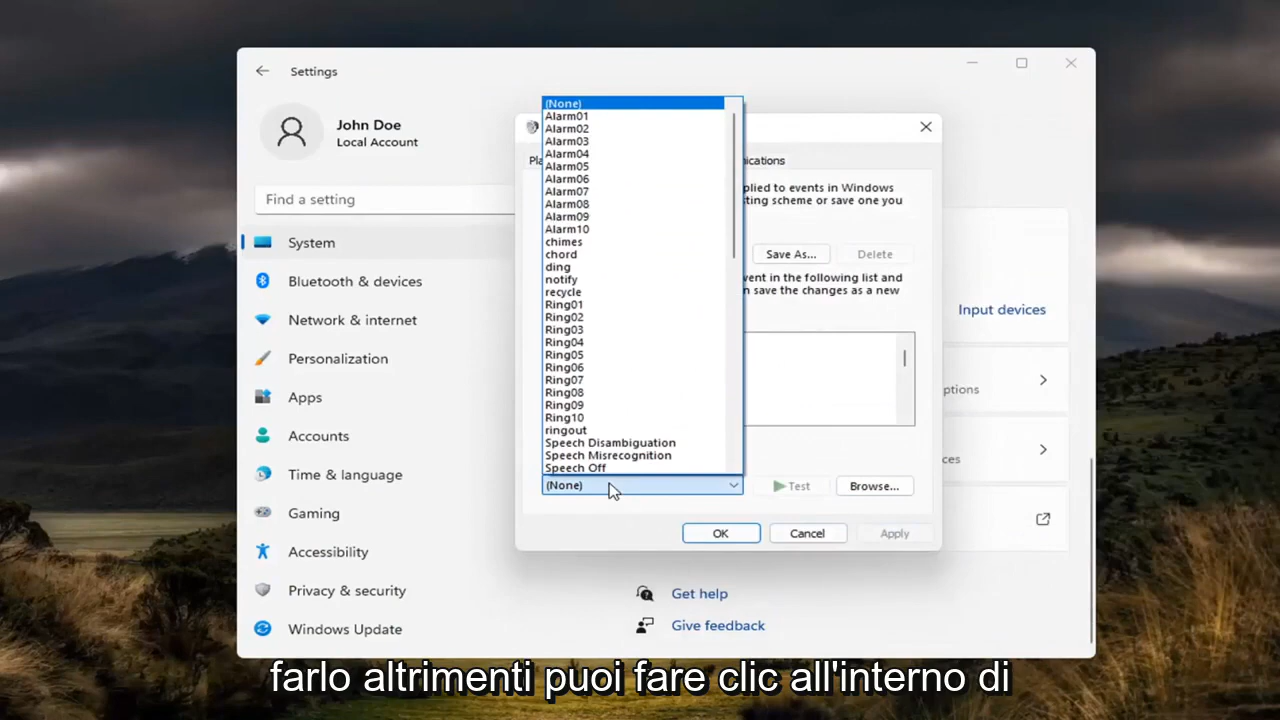 Settings
John Doe
Local Account
Find a setting
System
Bluetooth & devices
Network & internet
Personalization
Apps
Accounts
Time & language
Gaming
Accessibility
Privacy & security
Windows Update
(None)
Alarm01
Alarm02
Alarm03
Alarm04
Alarm05
Alarm06
Alarm07
Alarm08
Alarm09
Alarm10
chimes
chord
ding
notify
recycle
Ring01
Ring02
Ring03
Ring04
Ring05
Ring06
Ring07
Ring08
Ring09
Ring10
ringout
Speech Disambiguation
Speech Misrecognition
Speech Off
(None)
Pla
ications
plied to events in Windows
sting scheme or save one you
Save As...
Delete
vent in the following list and
n save the changes as a new
Test
Browse...
OK
Cancel
Apply
Input devices
ptions
ces
Get help
Give feedback
farlo altrimenti puoi fare clic all'interno di